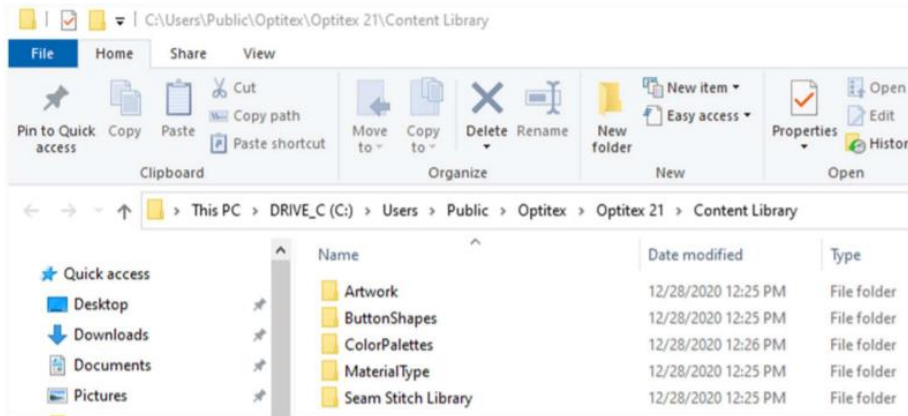 C:\Users\Public\Optitex\Optitex 21\Content Library
File Home Share View
Pin to Quick access
Copy
Paste
Cut
Copy path
Paste shortcut
Clipboard
Move to
Copy to
Delete
Rename
Organize
New folder
New item
Easy access
New
Properties
Open
Edit
Histor
Open
This PC > DRIVE_C (C:) > Users > Public > Optitex > Optitex 21 > Content Library
Name Date modified Type
Quick access
Desktop
Downloads
Documents
Pictures
Artwork 12/28/2020 12:25 PM File folder
ButtonShapes 12/28/2020 12:25 PM File folder
ColorPalettes 12/28/2020 12:26 PM File folder
MaterialType 12/28/2020 12:25 PM File folder
Seam Stitch Library 12/28/2020 12:25 PM File folder